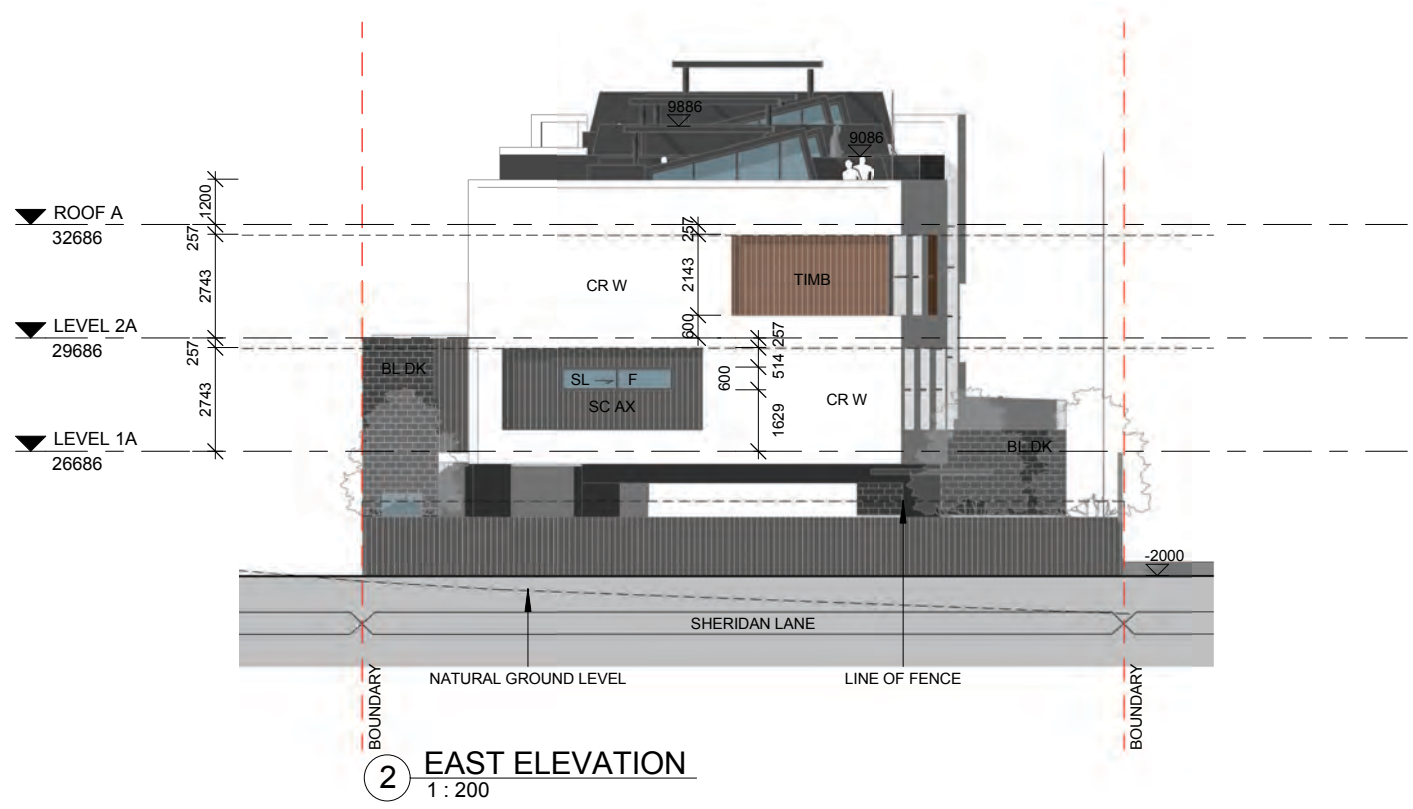 9886
9086
1200
ROOF A
32686
257
257
2743
2143
CR W
TIMB
600
LEVEL 2A
29686
257
257
BL DK
514
600
SL
F
SC AX
2743
CR W
1629
LEVEL 1A
26686
BL DK
-2000
SHERIDAN LANE
NATURAL GROUND LEVEL
LINE OF FENCE
BOUNDARY
BOUNDARY
2
EAST ELEVATION
1 : 200